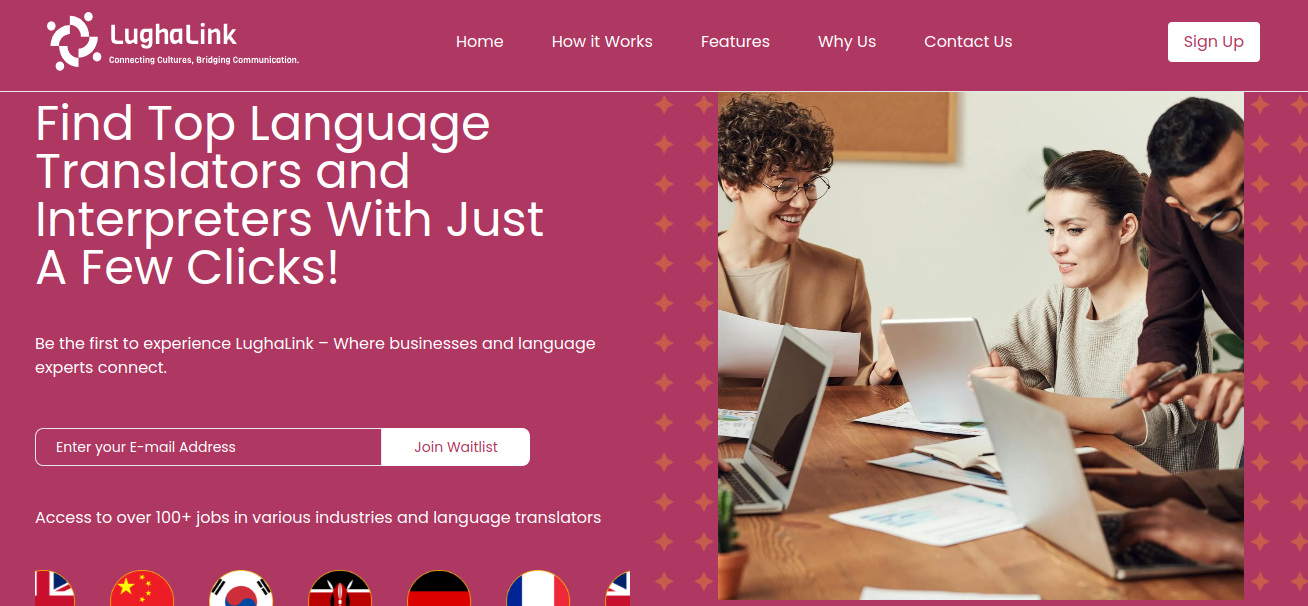 LughaLink
Connecting Cultures, Bridging Communication.
Home
How it Works
Features
Why Us
Contact Us
Sign Up
Find Top Language
Translators and
Interpreters With Just
A Few Clicks!
Be the first to experience LughaLink – Where businesses and language
experts connect.
Enter your E-mail Address
Join Waitlist
Access to over 100+ jobs in various industries and language translators